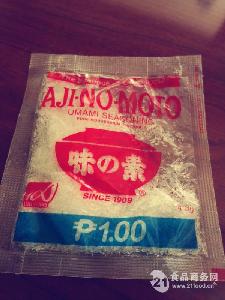 AJI-NO-MOTO
UMAMI SEASONING
味の素
®
SINCE 1909
₱1.00
食品商务网
21food.cn